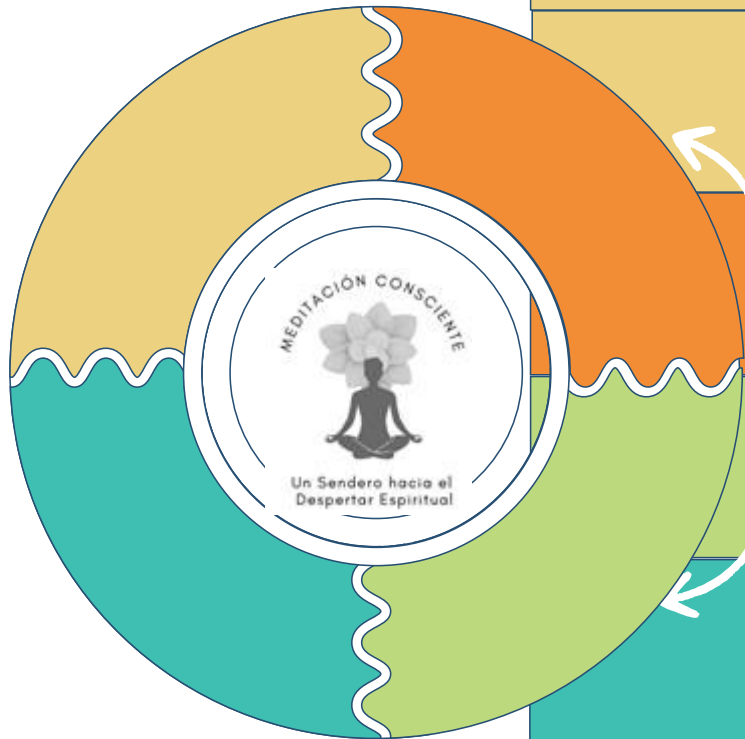 MEDITACIÓN CONSCIENTE
Un Sendero hacia el
Despertar Espiritual